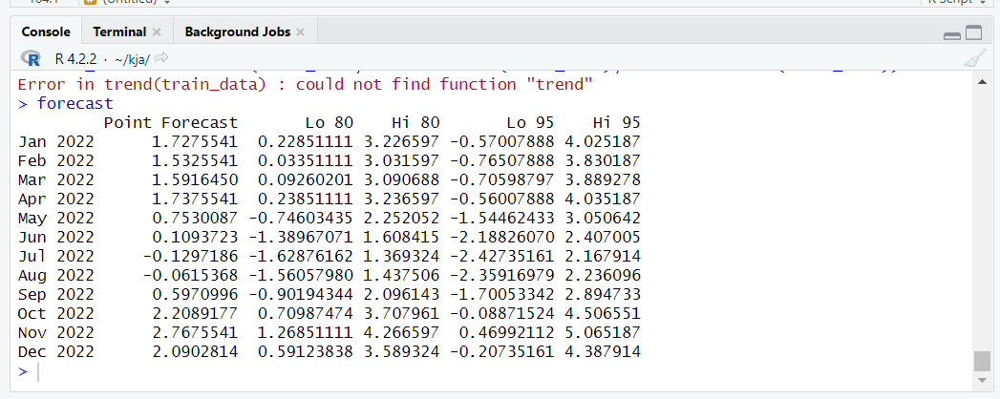 (Untitled)
R Script
Console Terminal Background Jobs
R 4.2.2 · ~/kja/
Error in trend(train_data) : could not find function "trend"
> forecast
Point Forecast Lo 80 Hi 80 Lo 95 Hi 95
Jan 2022 1.7275541 0.22851111 3.226597 -0.57007888 4.025187
Feb 2022 1.5325541 0.03351111 3.031597 -0.76507888 3.830187
Mar 2022 1.5916450 0.09260201 3.090688 -0.70598797 3.889278
Apr 2022 1.7375541 0.23851111 3.236597 -0.56007888 4.035187
May 2022 0.7530087 -0.74603435 2.252052 -1.54462433 3.050642
Jun 2022 0.1093723 -1.38967071 1.608415 -2.18826070 2.407005
Jul 2022 -0.1297186 -1.62876162 1.369324 -2.42735161 2.167914
Aug 2022 -0.0615368 -1.56057980 1.437506 -2.35916979 2.236096
Sep 2022 0.5970996 -0.90194344 2.096143 -1.70053342 2.894733
Oct 2022 2.2089177 0.70987474 3.707961 -0.08871524 4.506551
Nov 2022 2.7675541 1.26851111 4.266597 0.46992112 5.065187
Dec 2022 2.0902814 0.59123838 3.589324 -0.20735161 4.387914
>